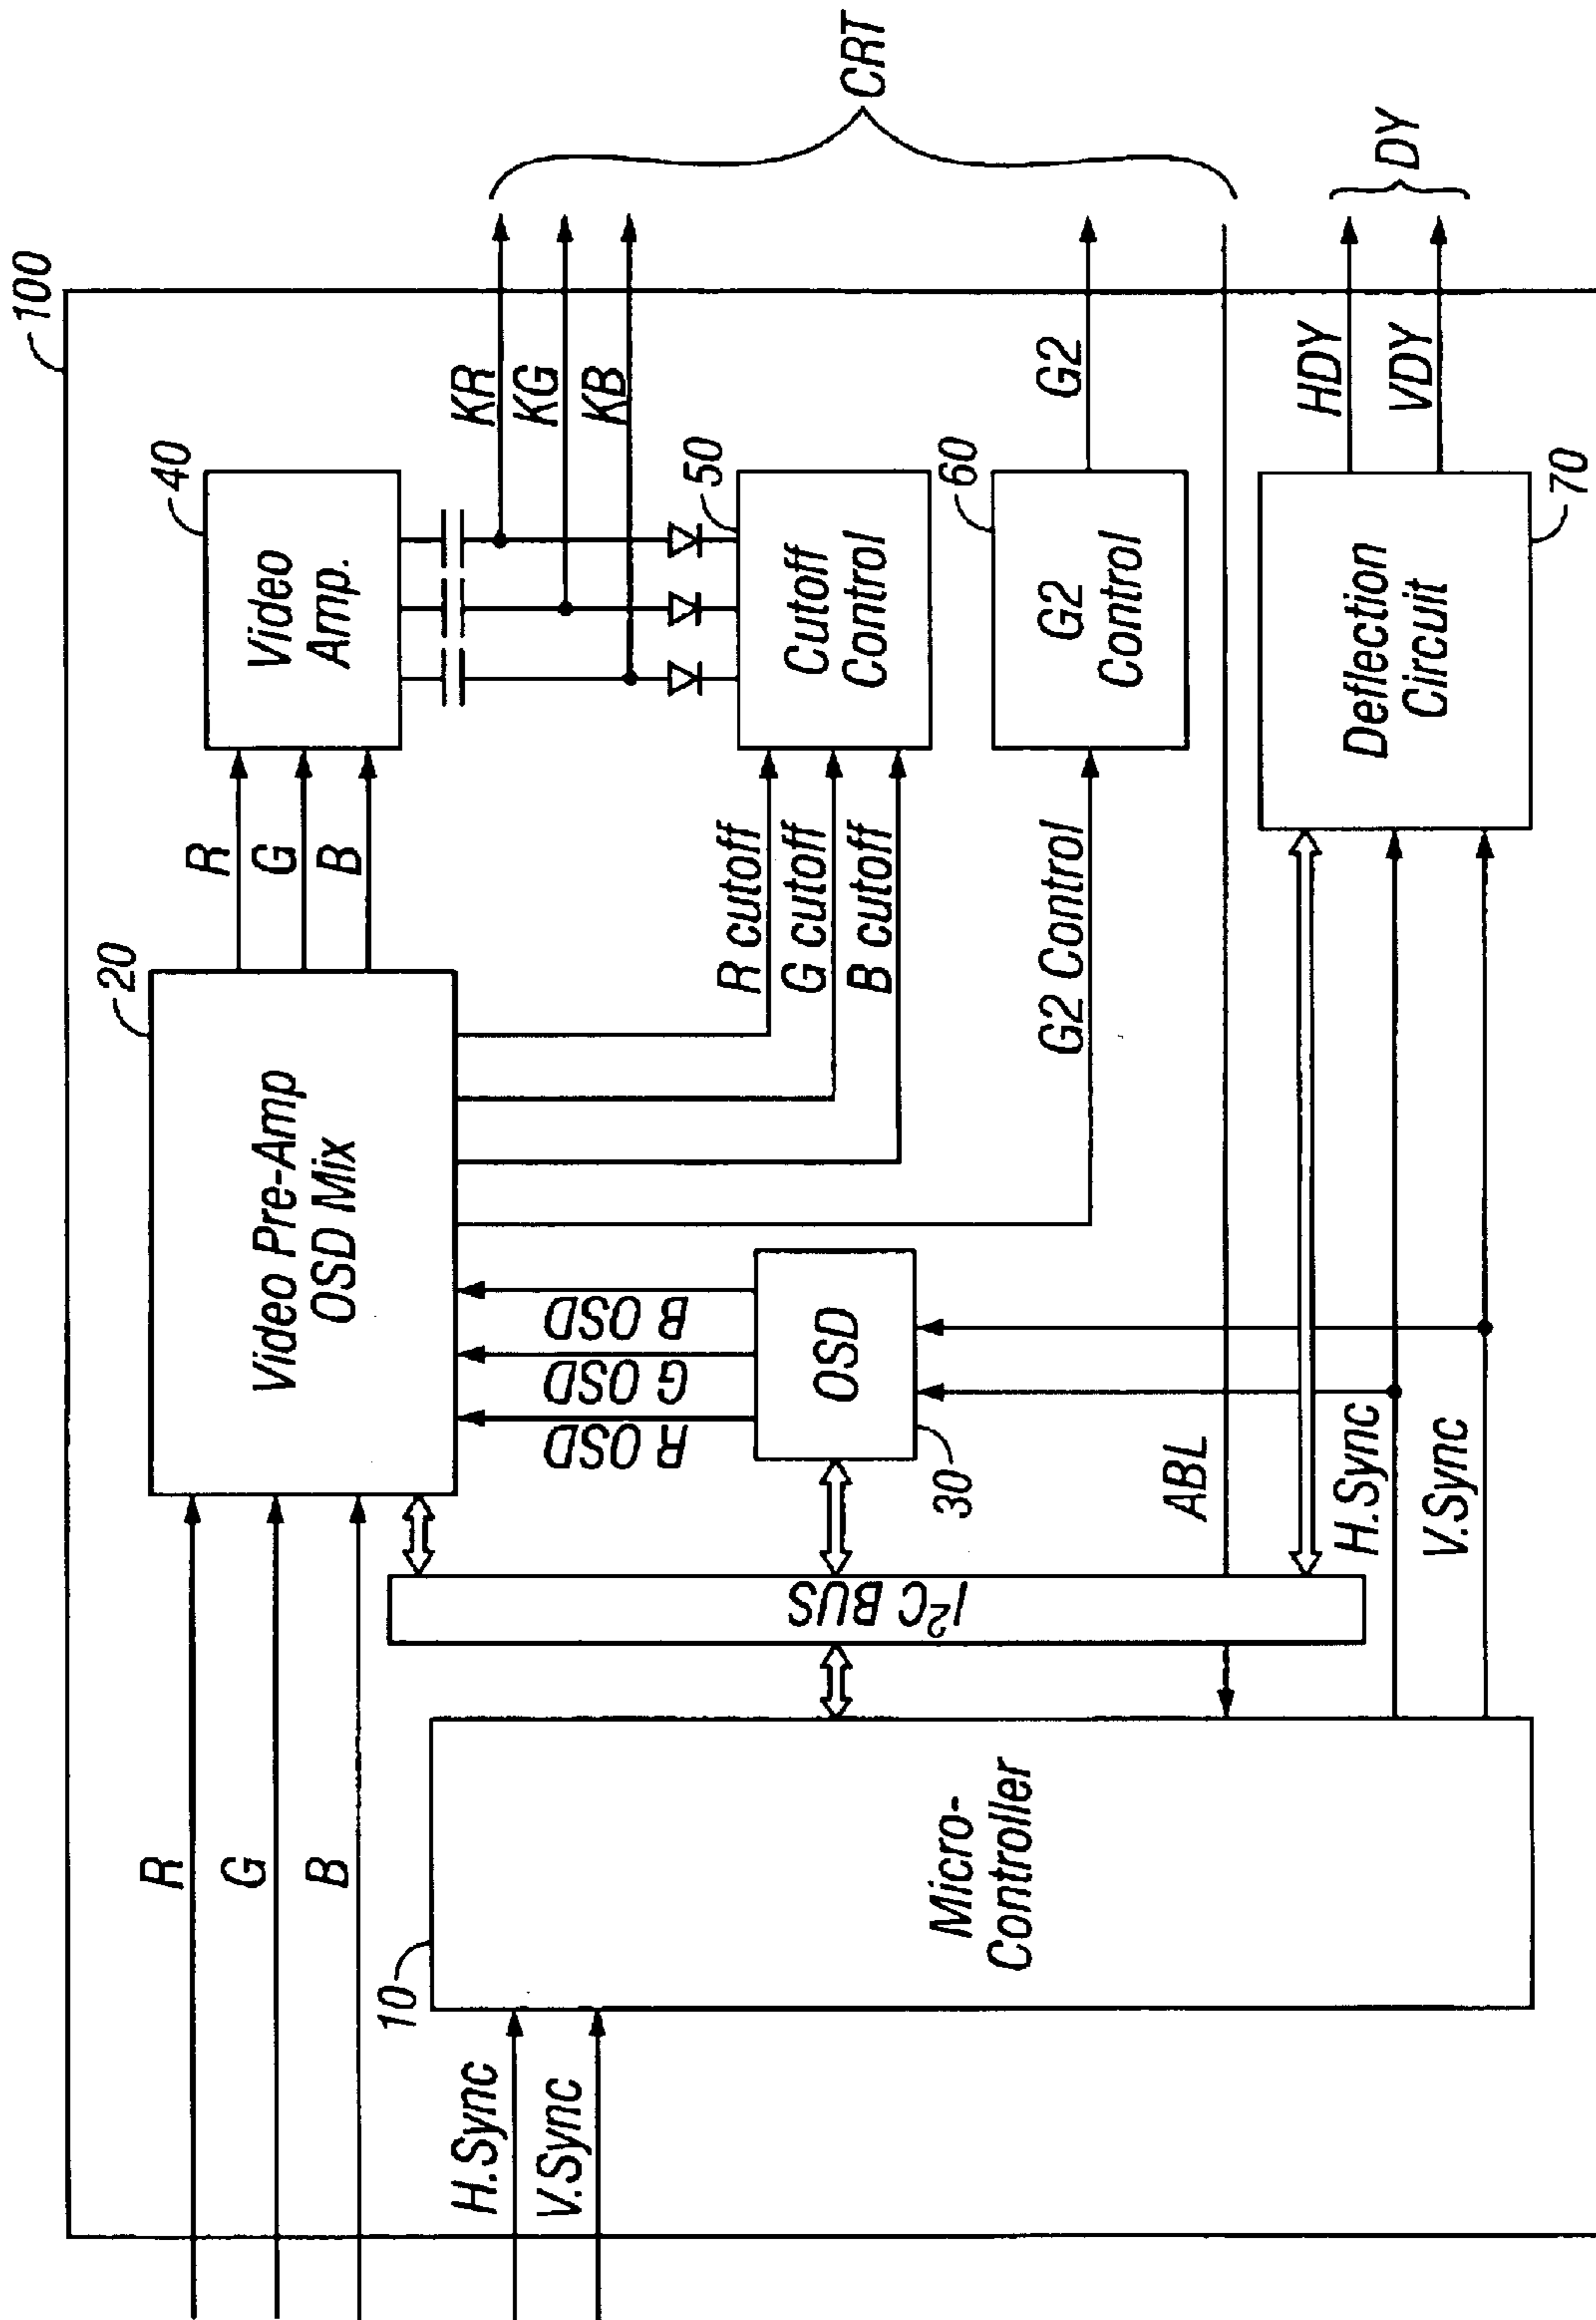 100
R
G
B
20
Video Pre-Amp
OSD Mix
R
G
B
40
Video
Amp.
KR
KG
KB
CRT
R cutoff
G cutoff
B cutoff
50
Cutoff
Control
R OSD
G OSD
B OSD
OSD
30
G2 Control
60
G2
Control
G2
I²C BUS
10
Micro-
Controller
H.Sync
V.Sync
ABL
H.Sync
V.Sync
Deflection
Circuit
70
HDY
VDY
DY